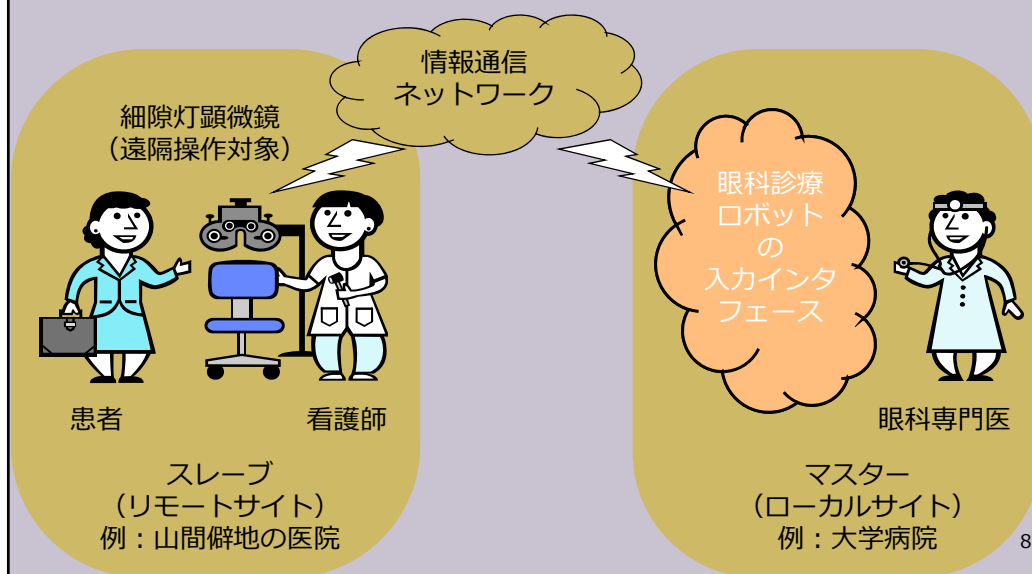 情報通信
ネットワーク
細隙灯顕微鏡
（遠隔操作対象）
眼科診療
ロボット
の
入力インタ
フェース
患者
看護師
眼科専門医
スレーブ
（リモートサイト）
例：山間僻地の医院
マスター
（ローカルサイト）
例：大学病院
8